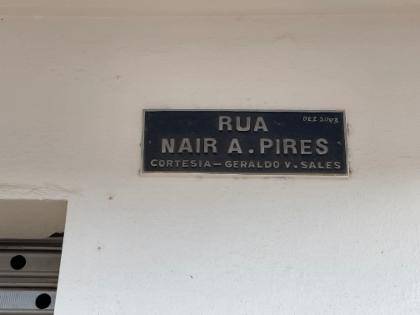 RUA
NAIR A. PIRES
CORTESIA - GERALDO V. SALES